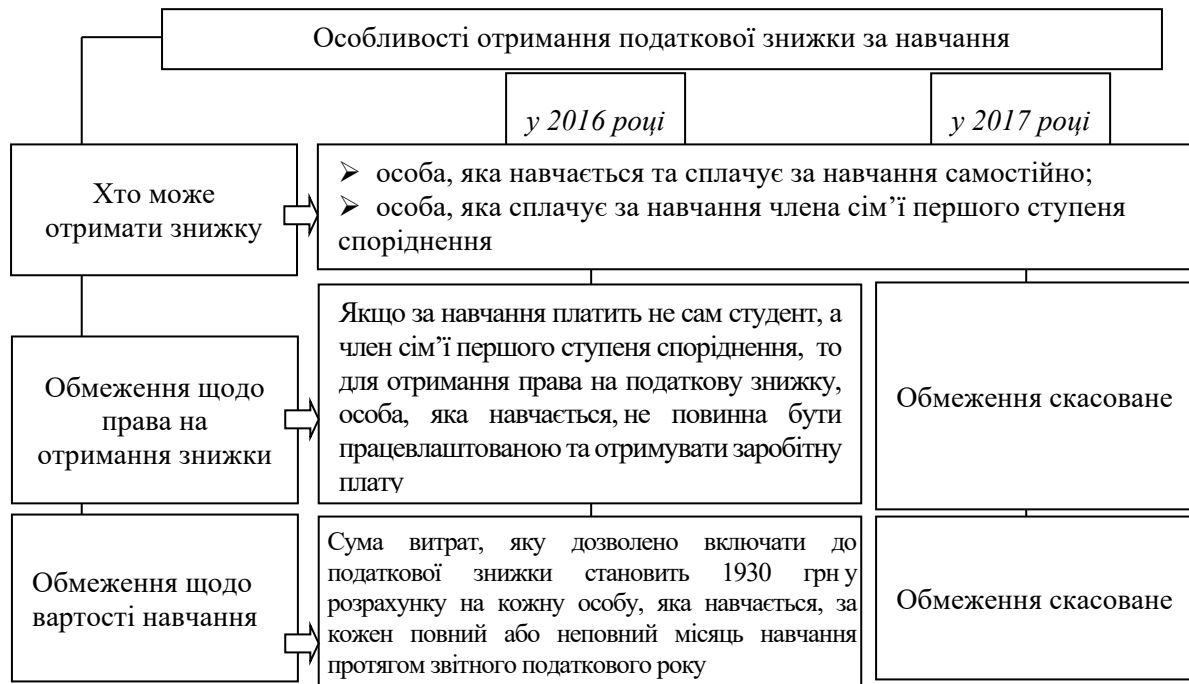 Особливості отримання податкової знижки за навчання
у 2016 році
у 2017 році
Хто може
отримати знижку
➢ особа, яка навчається та сплачує за навчання самостійно;
➢ особа, яка сплачує за навчання члена сім’ї першого ступеня
споріднення
Обмеження щодо
права на
отримання знижки
Якщо за навчання платить не сам студент, а
член сім’ї першого ступеня споріднення, то
для отримання права на податкову знижку,
особа, яка навчається, не повинна бути
працевлаштованою та отримувати заробітну
плату
Обмеження скасоване
Обмеження щодо
вартості навчання
Сума витрат, яку дозволено включати до
податкової знижки становить 1930 грн у
розрахунку на кожну особу, яка навчається, за
кожен повний або неповний місяць навчання
протягом звітного податкового року
Обмеження скасоване